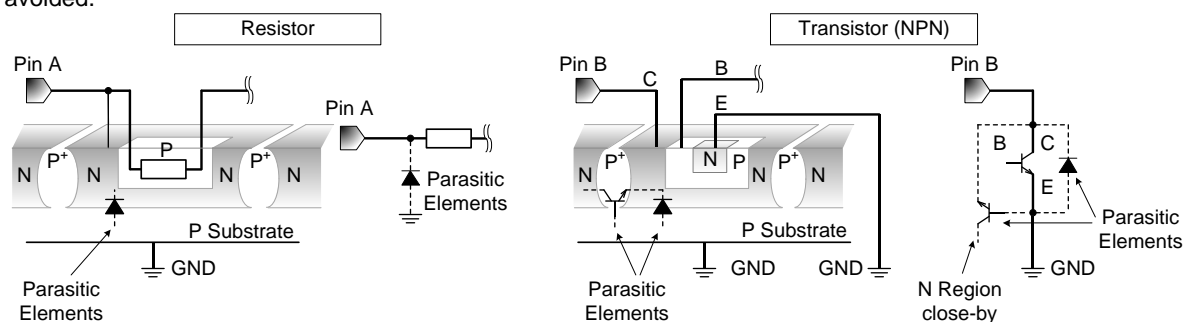 avoided.
Resistor
Transistor (NPN)
Pin A
Pin A
N
P+
N
P
N
P+
N
Parasitic
Elements
P Substrate
GND
Parasitic
Elements
Pin B
C
B
E
N
P+
N
N
P
N
P+
N
P Substrate
GND
GND
Parasitic
Elements
Pin B
B
C
E
Parasitic
Elements
GND
N Region
close-by